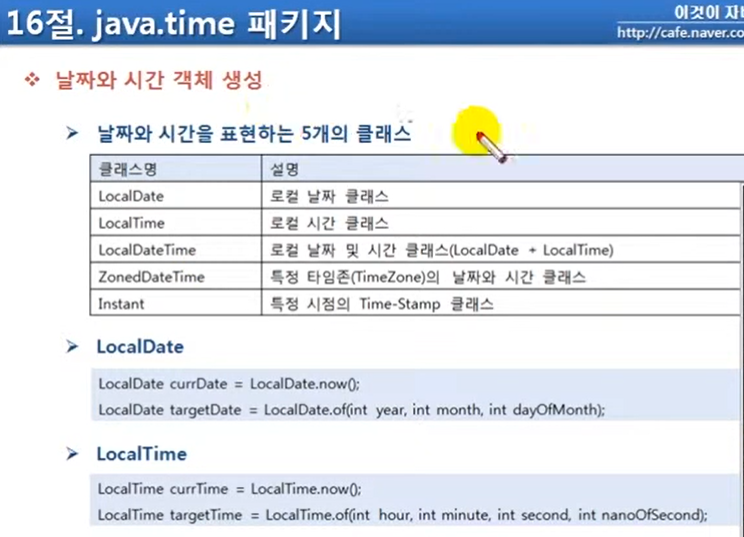 16절. java.time 패키지
이것이 자바
http://cafe.naver.co
❖ 날짜와 시간 객체 생성
➢ 날짜와 시간을 표현하는 5개의 클래스
클래스명 설명
LocalDate 로컬 날짜 클래스
LocalTime 로컬 시간 클래스
LocalDateTime 로컬 날짜 및 시간 클래스(LocalDate + LocalTime)
ZonedDateTime 특정 타임존(TimeZone)의 날짜와 시간 클래스
Instant 특정 시점의 Time-Stamp 클래스
➢ LocalDate
LocalDate currDate = LocalDate.now();
LocalDate targetDate = LocalDate.of(int year, int month, int dayOfMonth);
➢ LocalTime
LocalTime currTime = LocalTime.now();
LocalTime targetTime = LocalTime.of(int hour, int minute, int second, int nanoOfSecond);